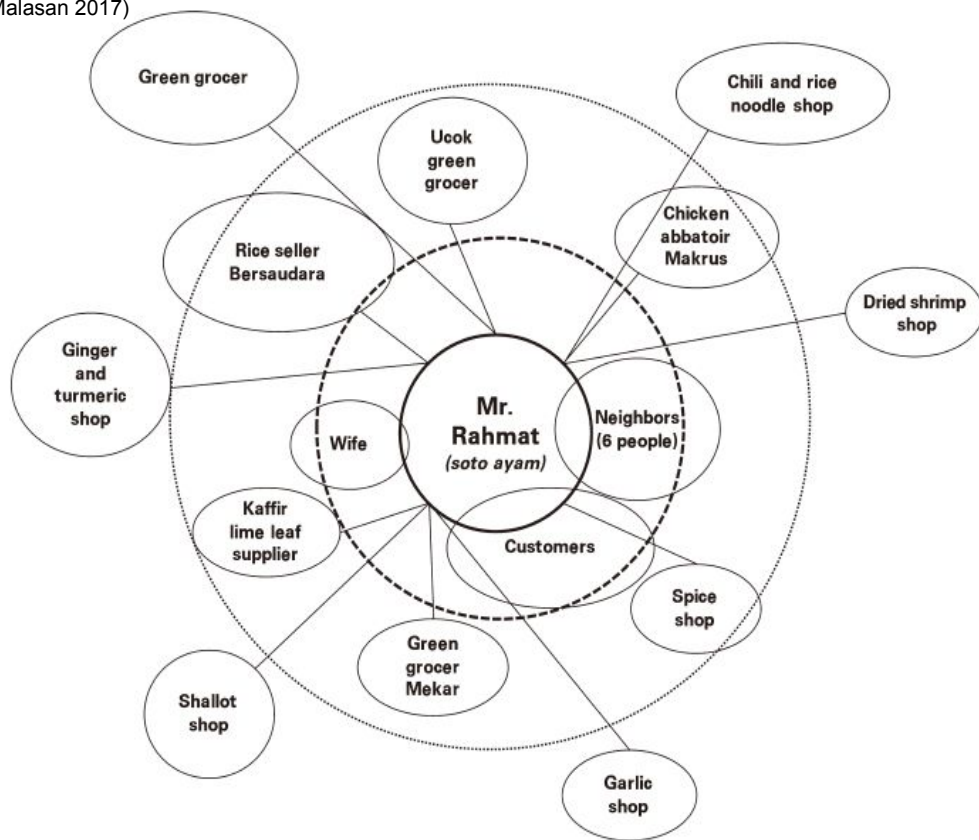 Malasan 2017)
Green grocer
Chili and rice
noodle shop
Ucok
green
grocer
Chicken
abbatoir
Makrus
Rice seller
Bersaudara
Dried shrimp
shop
Ginger
and
turmeric
shop
Mr.
Rahmat
(soto ayam)
Neighbors
(6 people)
Wife
Kaffir
lime leaf
supplier
Customers
Spice
shop
Green
grocer
Mekar
Shallot
shop
Garlic
shop